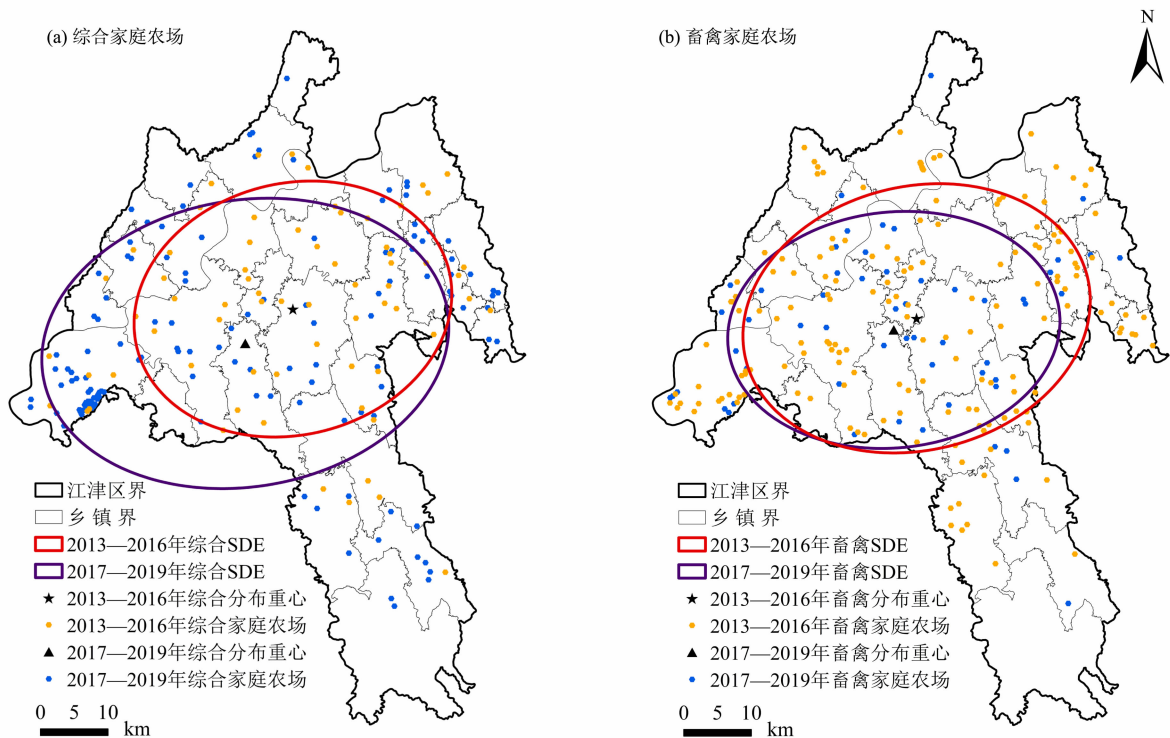 (a) 综合家庭农场
(b) 畜禽家庭农场
N
江津区界
乡 镇 界
2013—2016年综合SDE
2017—2019年综合SDE
2013—2016年综合分布重心
2013—2016年综合家庭农场
2017—2019年综合分布重心
2017—2019年综合家庭农场
0 5 10
km
江津区界
乡 镇 界
2013—2016年畜禽SDE
2017—2019年畜禽SDE
2013—2016年畜禽分布重心
2013—2016年畜禽家庭农场
2017—2019年畜禽分布重心
2017—2019年畜禽家庭农场
0 5 10
km